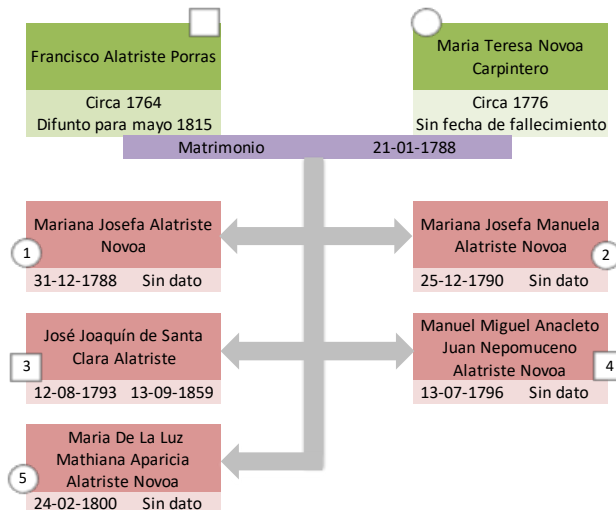 Francisco Alatriste Porras
Circa 1764
Difunto para mayo 1815
Maria Teresa Novoa
Carpintero
Circa 1776
Sin fecha de fallecimiento
Matrimonio 21-01-1788
Mariana Josefa Alatriste
Novoa
1
31-12-1788 Sin dato
Mariana Josefa Manuela
Alatriste Novoa
2
25-12-1790 Sin dato
José Joaquín de Santa
Clara Alatriste
3
12-08-1793 13-09-1859
Manuel Miguel Anacleto
Juan Nepomuceno
Alatriste Novoa
4
13-07-1796 Sin dato
Maria De La Luz
Mathiana Aparicia
Alatriste Novoa
5
24-02-1800 Sin dato